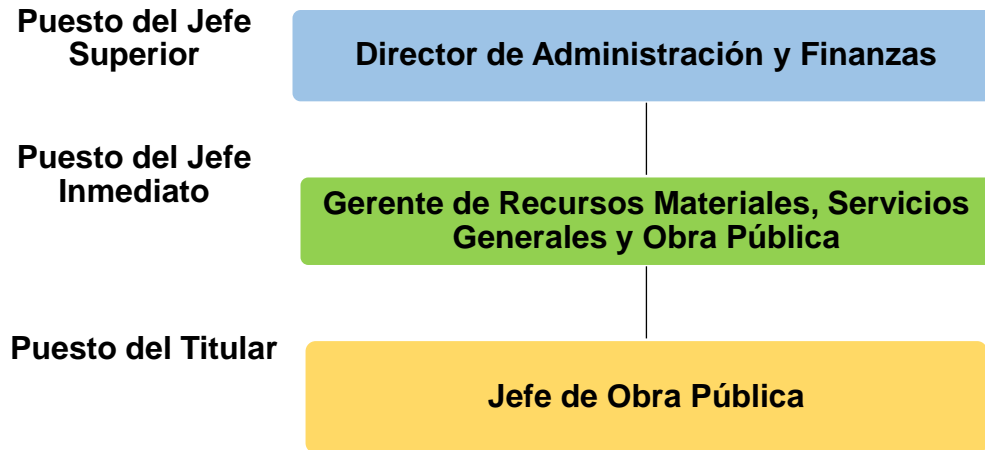 Puesto del Jefe
Superior
Director de Administración y Finanzas
Puesto del Jefe
Inmediato
Gerente de Recursos Materiales, Servicios
Generales y Obra Pública
Puesto del Titular
Jefe de Obra Pública